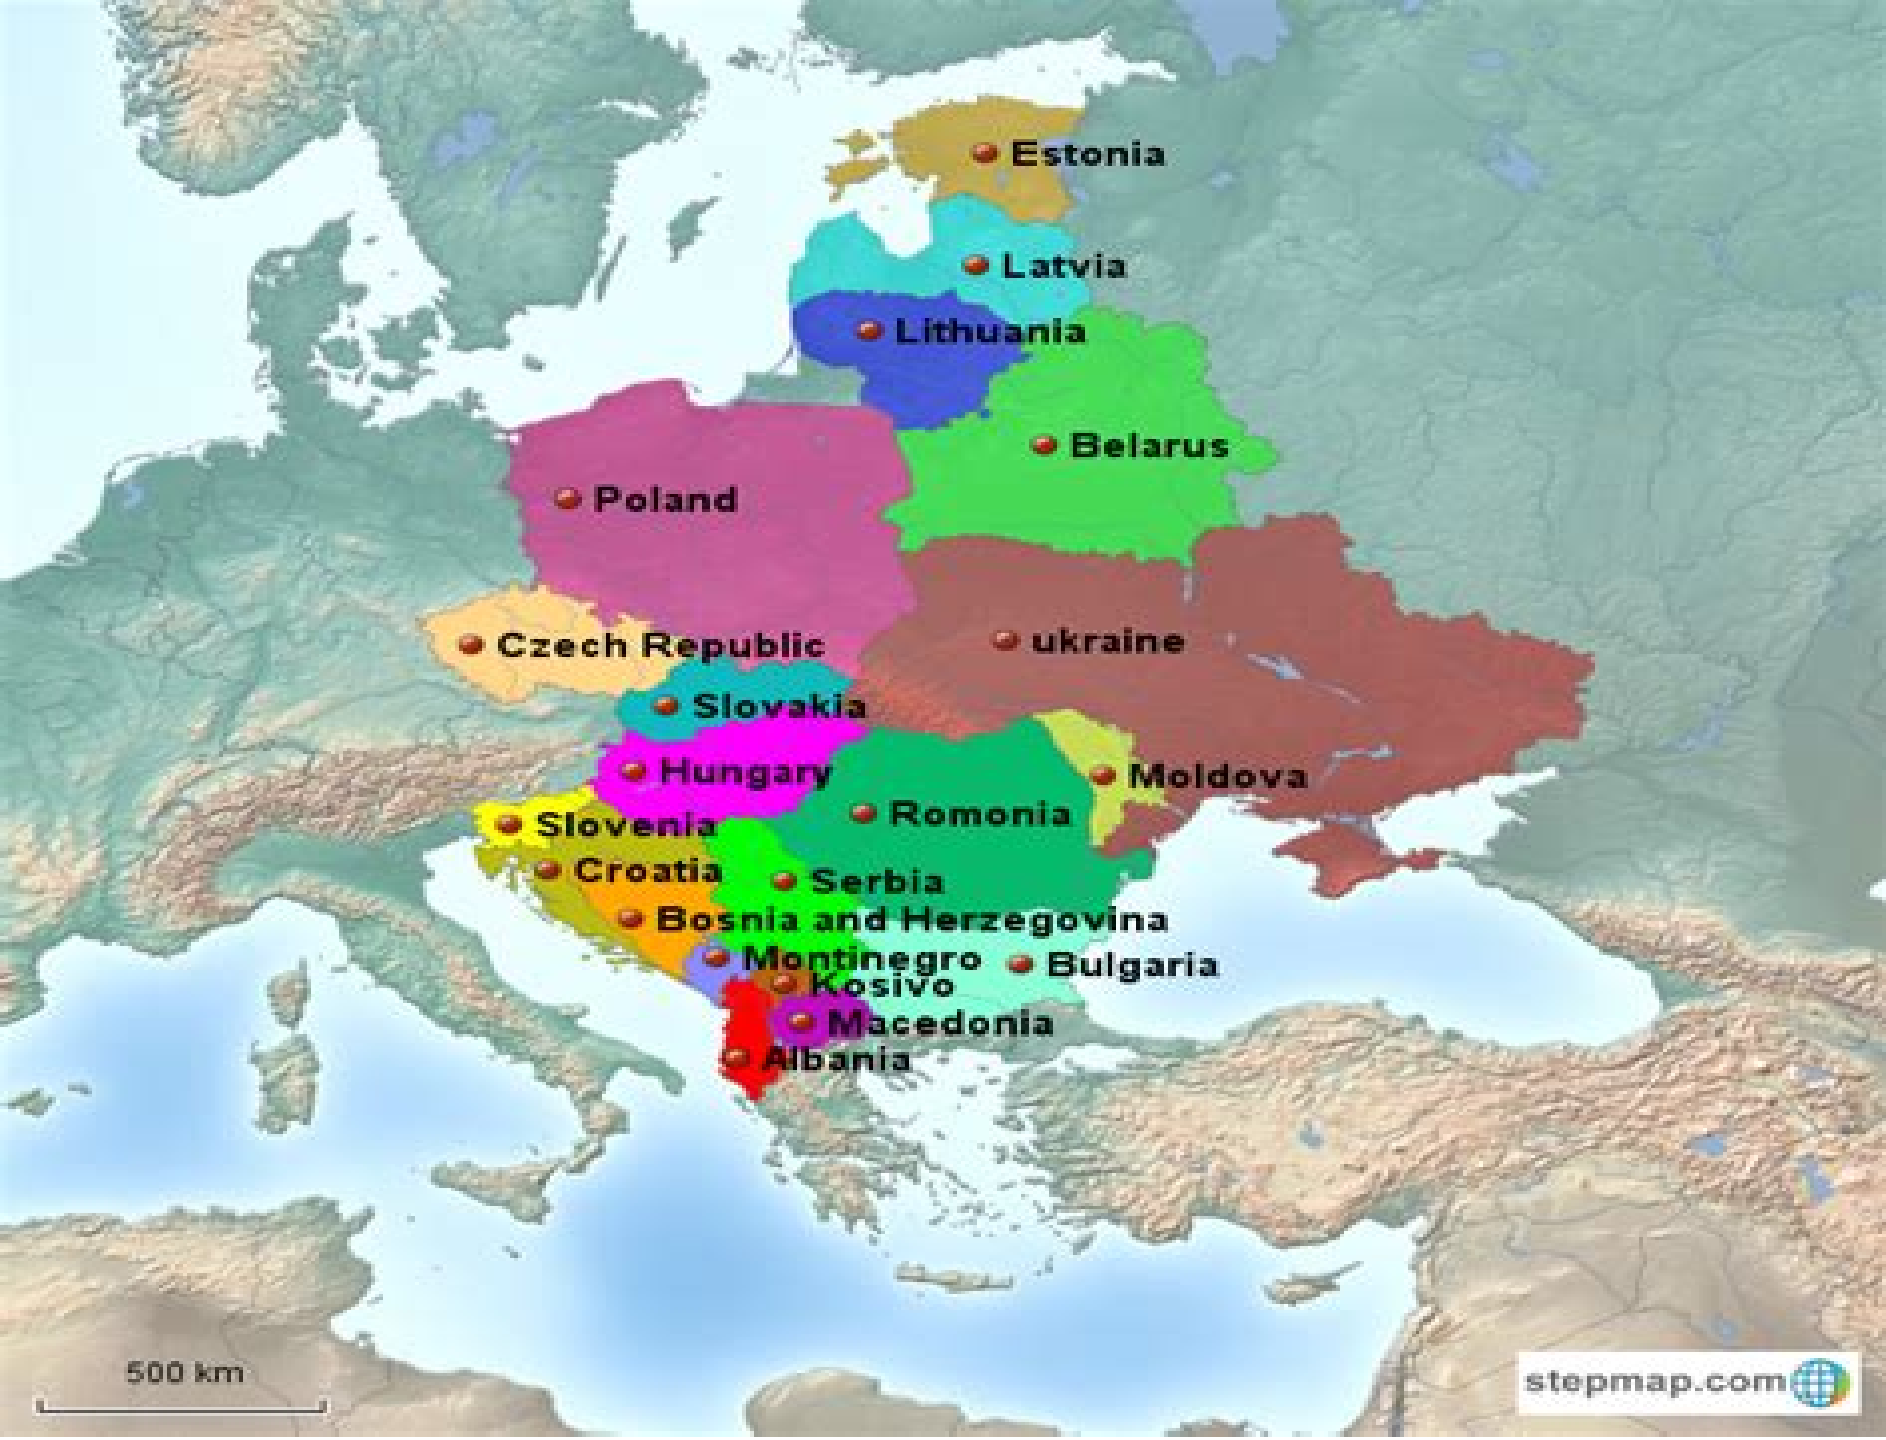 Estonia
Latvia
Lithuania
Belarus
Poland
Czech Republic
ukraine
Slovakia
Hungary
Moldova
Romonia
Slovenia
Croatia
Serbia
Bosnia and Herzegovina
Montinegro
Bulgaria
Kosivo
Macedonia
Albania
500 km
stepmap.com